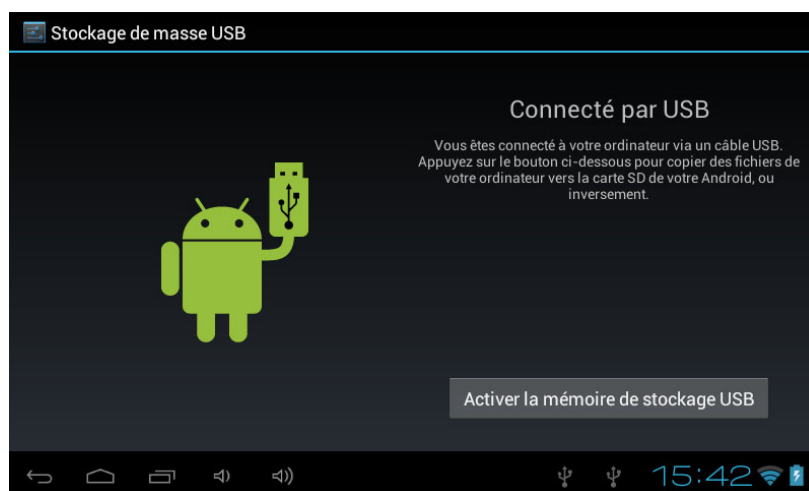 Stockage de masse USB
Connecté par USB
Vous êtes connecté à votre ordinateur via un câble USB.
Appuyez sur le bouton ci-dessous pour copier des fichiers de
votre ordinateur vers la carte SD de votre Android, ou
inversement.
Activer la mémoire de stockage USB
15:42